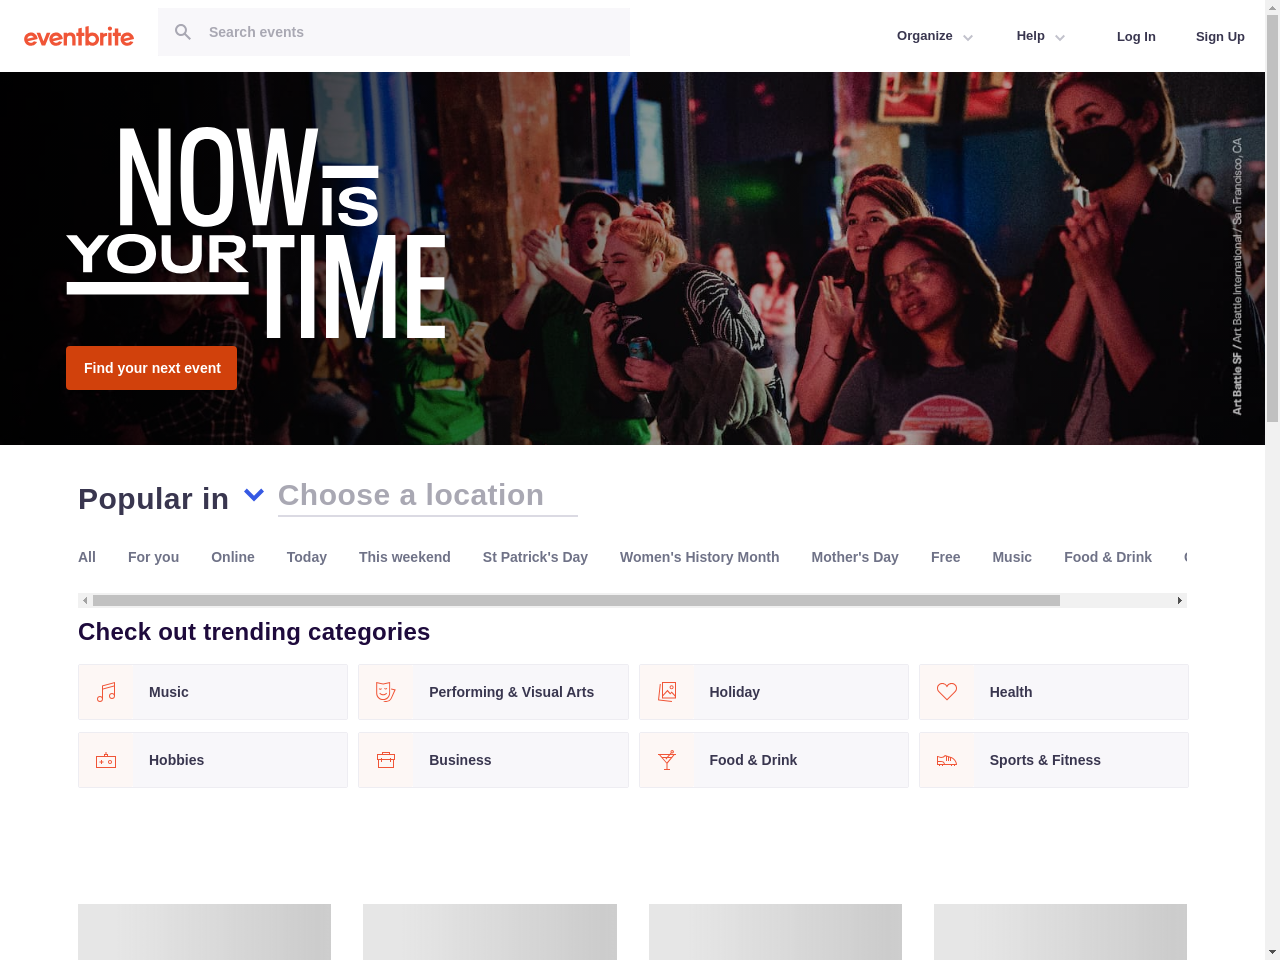 eventbrite
Search events
Organize
Help
Log In
Sign Up
NOW IS
YOUR TIME
Find your next event
Art Battle SF / Art Battle International / San Francisco, CA
Popular in
Choose a location
All For you Online Today This weekend St Patrick's Day Women's History Month Mother's Day Free Music Food & Drink
Check out trending categories
Music
Performing & Visual Arts
Holiday
Health
Hobbies
Business
Food & Drink
Sports & Fitness